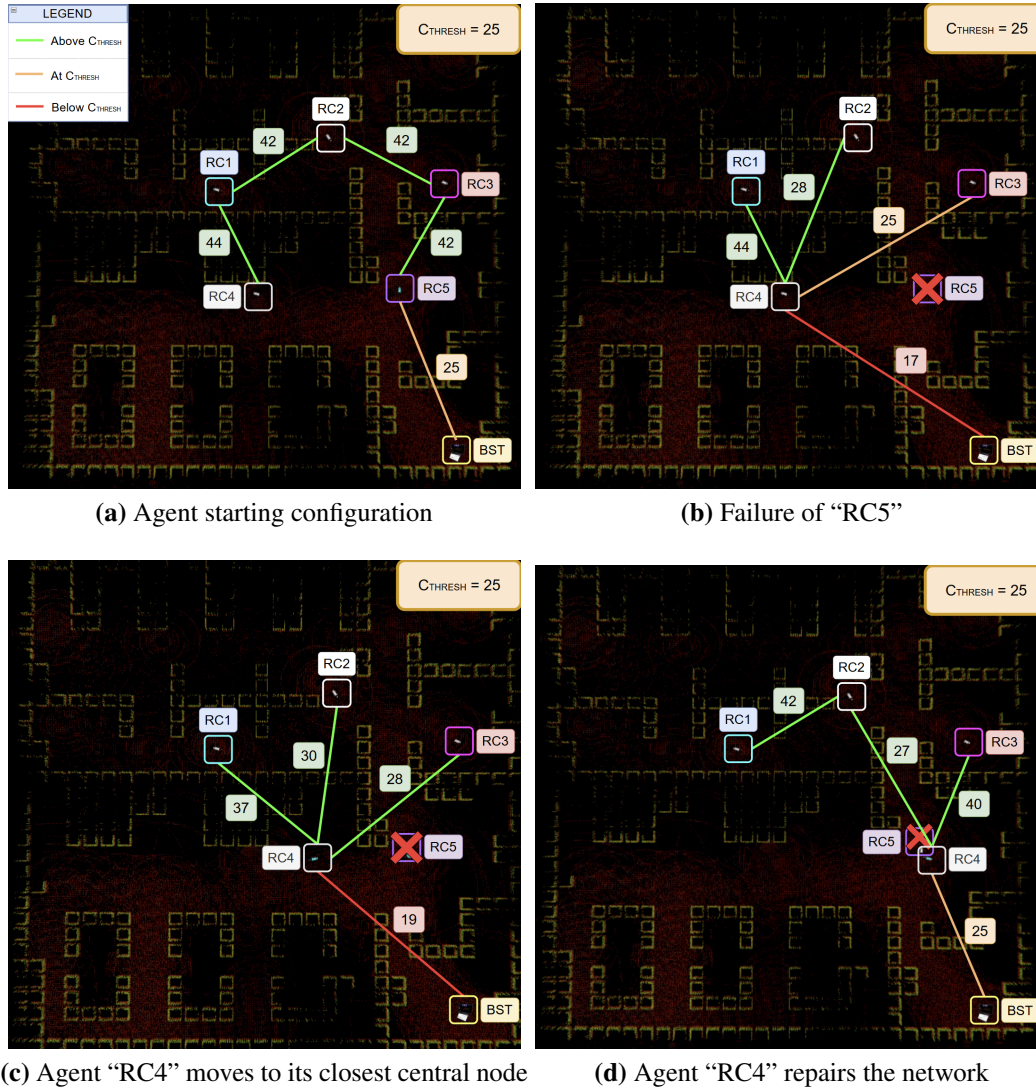 LEGEND
Above CTHRESH
At CTHRESH
Below CTHRESH
CTHRESH = 25
RC2
42
42
RC1
RC3
44
42
RC4
RC5
25
BST
(a) Agent starting configuration
CTHRESH = 25
RC2
RC1
28
RC3
25
44
RC4
RC5
17
BST
(b) Failure of “RC5”
CTHRESH = 25
RC2
RC1
RC3
30
28
37
RC4
RC5
19
BST
(c) Agent “RC4” moves to its closest central node
CTHRESH = 25
RC2
42
RC1
RC3
27
40
RC5
RC4
25
BST
(d) Agent “RC4” repairs the network